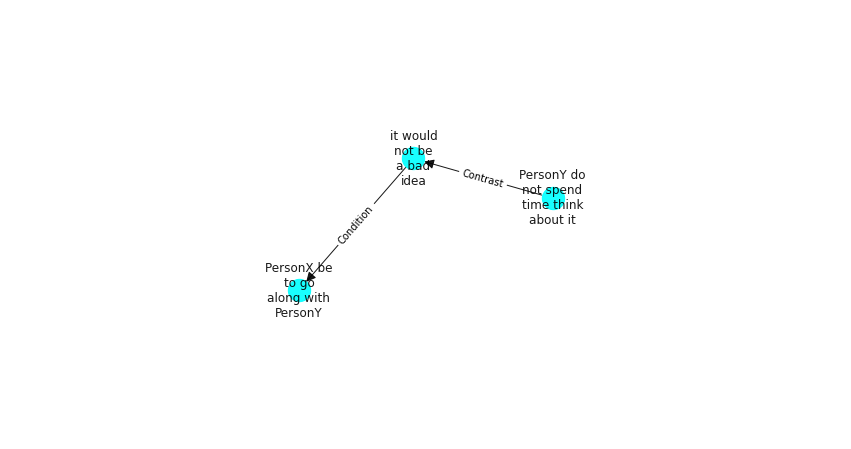 it would
not be
a bad
idea
Contrast
PersonY do
not spend
time think
about it
Condition
PersonX be
to go
along with
PersonY